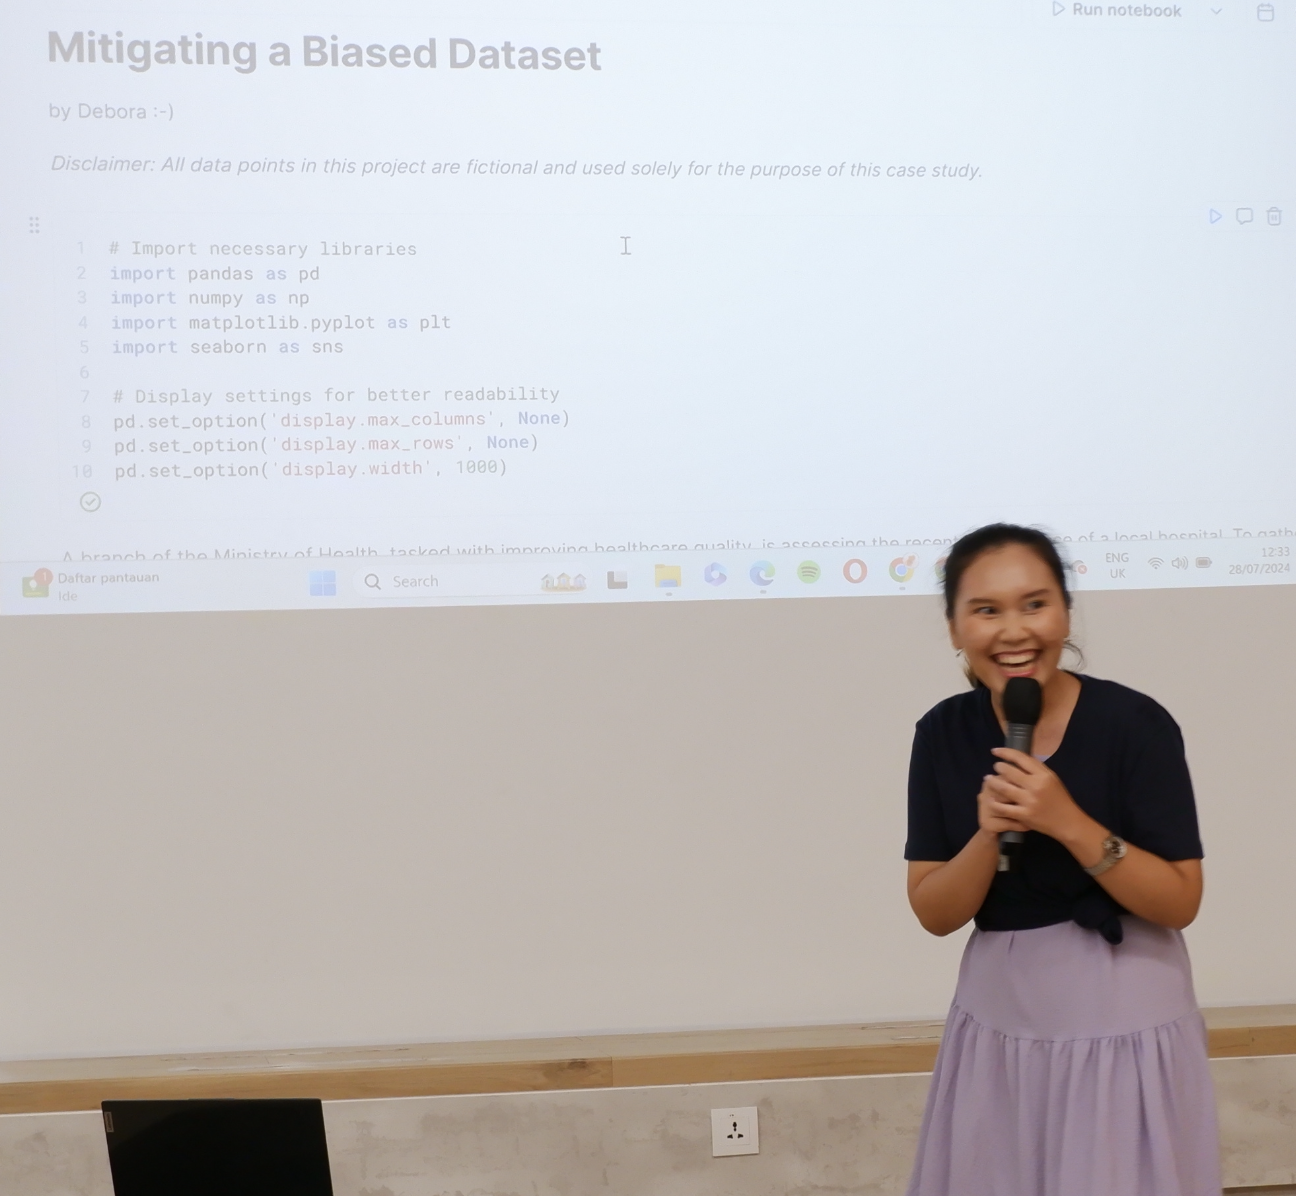 Run notebook
Mitigating a Biased Dataset
by Debora :-)
Disclaimer: All data points in this project are fictional and used solely for the purpose of this case study.
1 # Import necessary libraries
2 import pandas as pd
3 import numpy as np
4 import matplotlib.pyplot as plt
5 import seaborn as sns
6
7 # Display settings for better readability
8 pd.set_option('display.max_columns', None)
9 pd.set_option('display.max_rows', None)
10 pd.set_option('display.width', 1000)
A branch of the Ministry of Health, tasked with improving healthcare quality, is assessing the of a local hospital. To
1
Daftar pantauan
Ide
Search
ENG
UK
12:33
28/07/2024